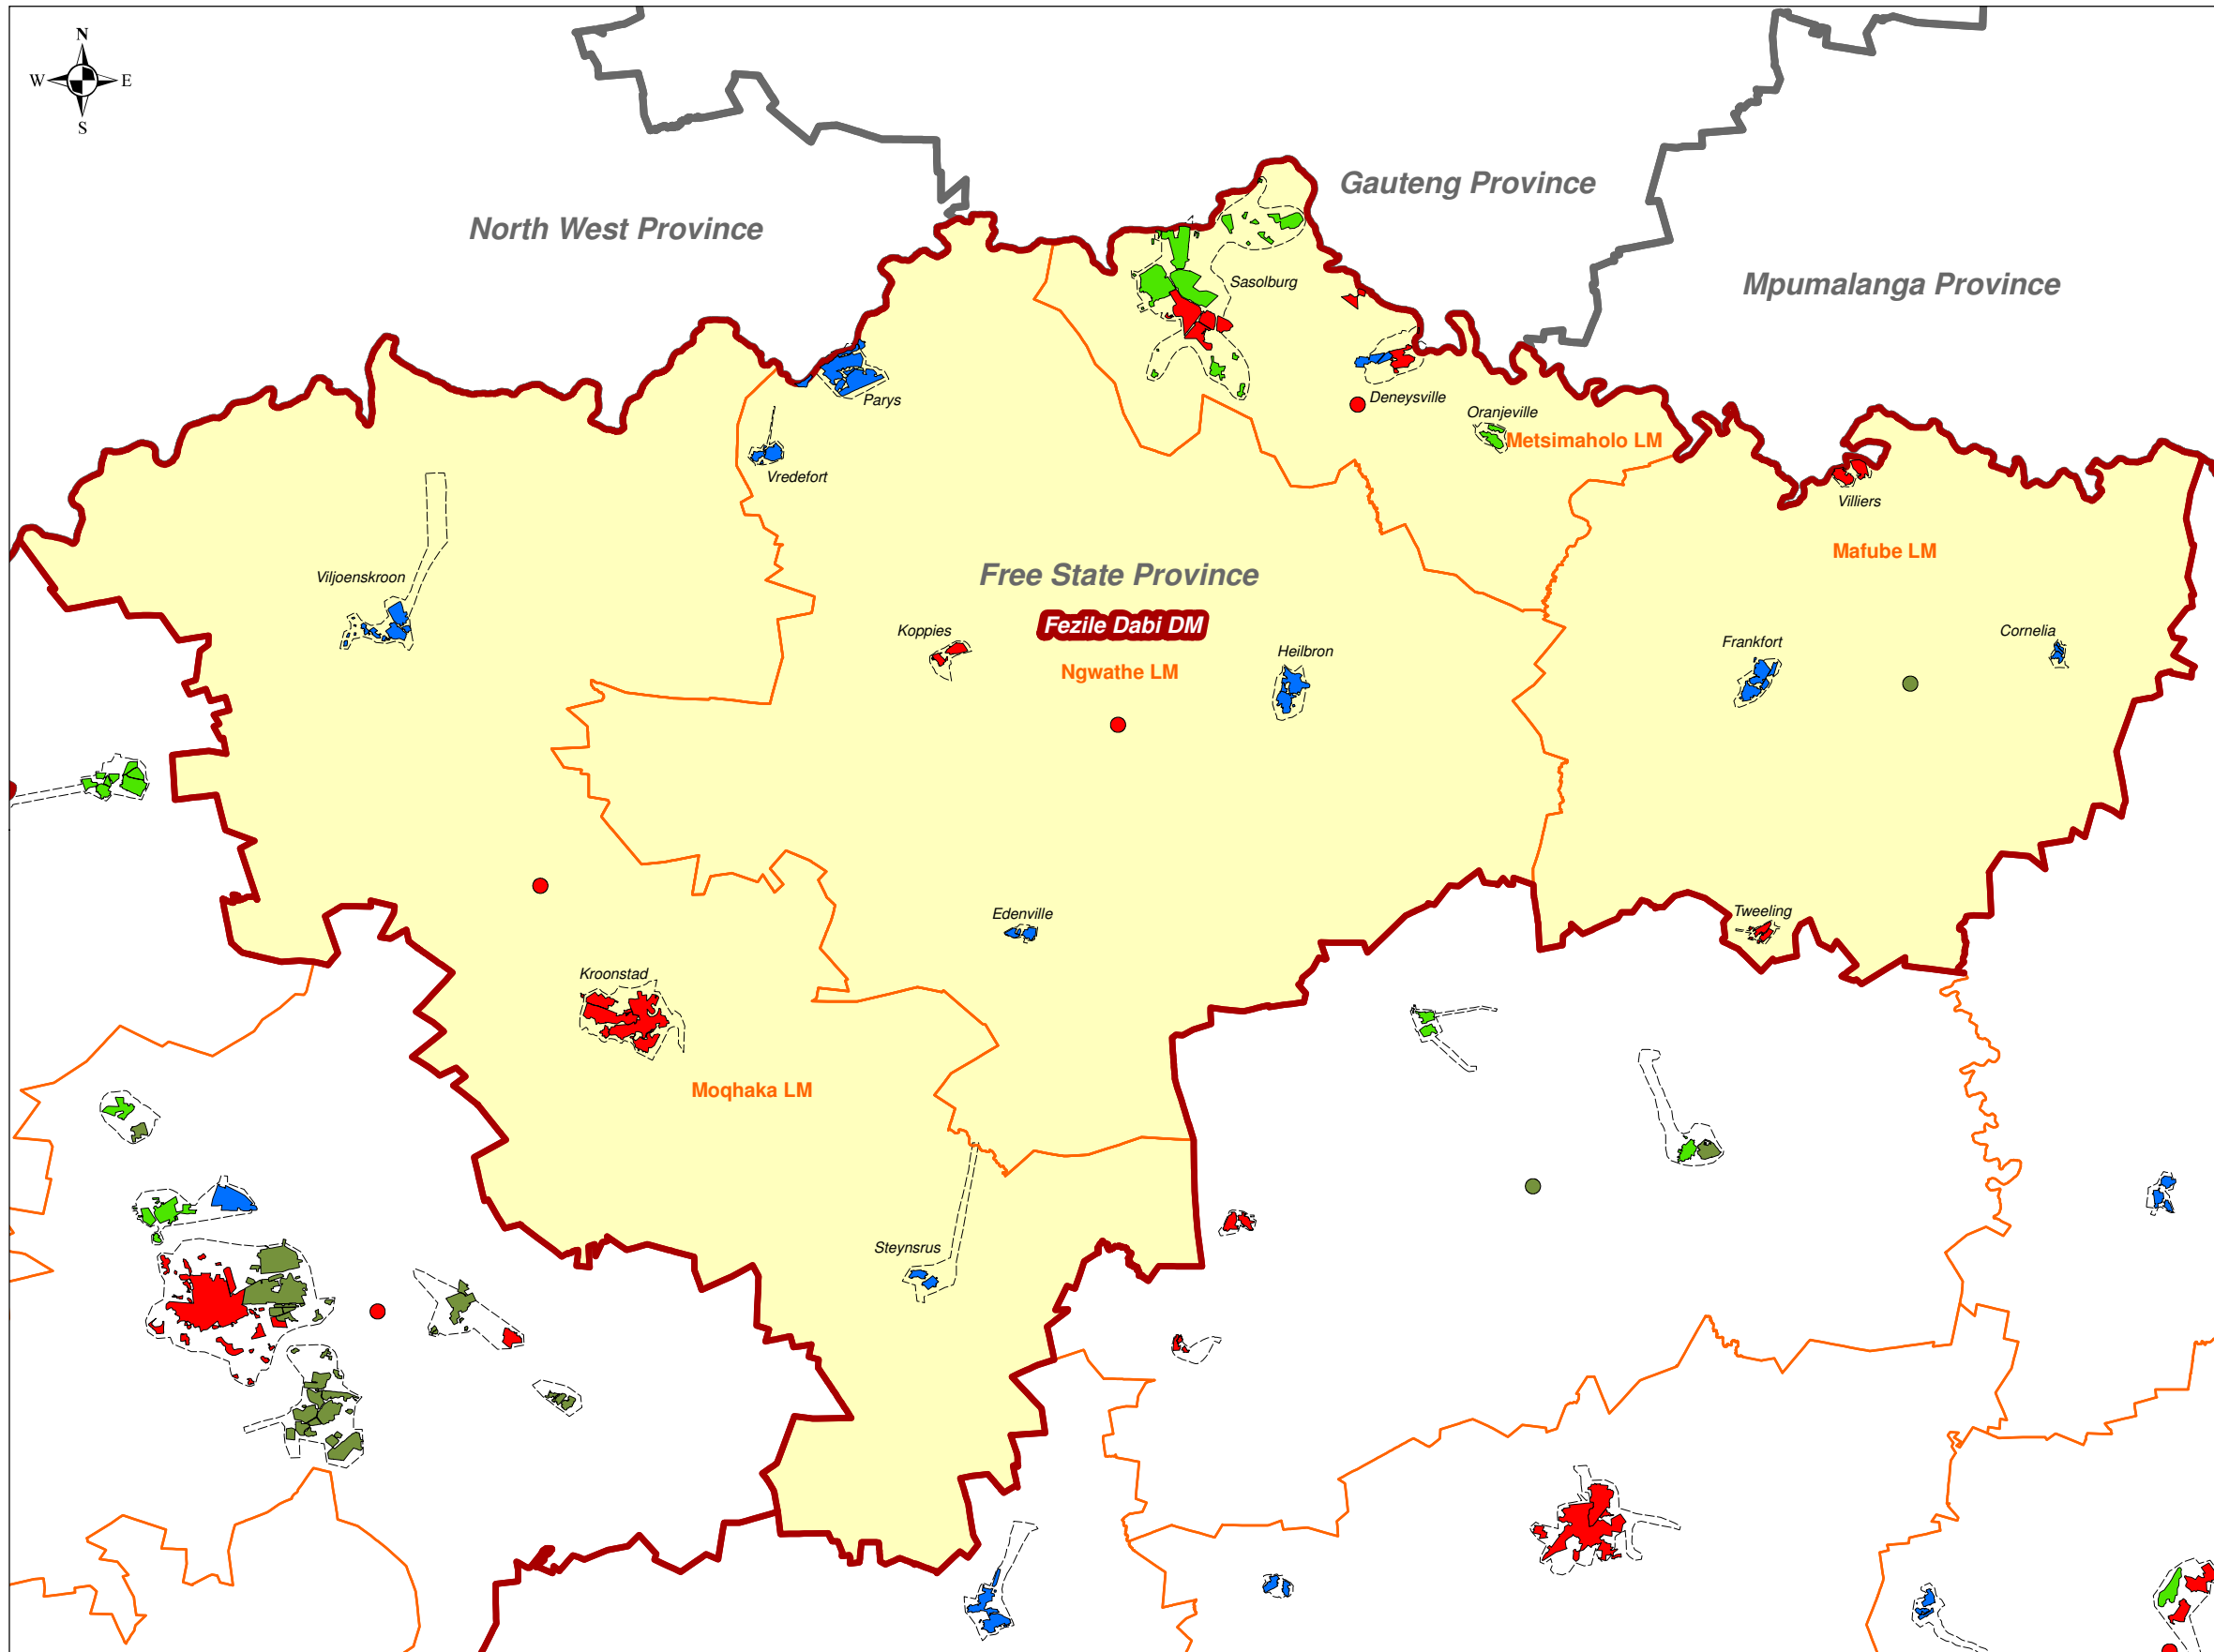 N
W
E
S
Gauteng Province
North West Province
Mpumalanga Province
Sasolburg
Parys
Deneysville
Oranjeville
Metsimaholo LM
Vredefort
Villiers
Mafube LM
Viljoenskroon
Free State Province
Fezile Dabi DM
Koppies
Heilbron
Ngwathe LM
Frankfort
Cornelia
Edenville
Tweeling
Kroonstad
Moqhaka LM
Steynsrus